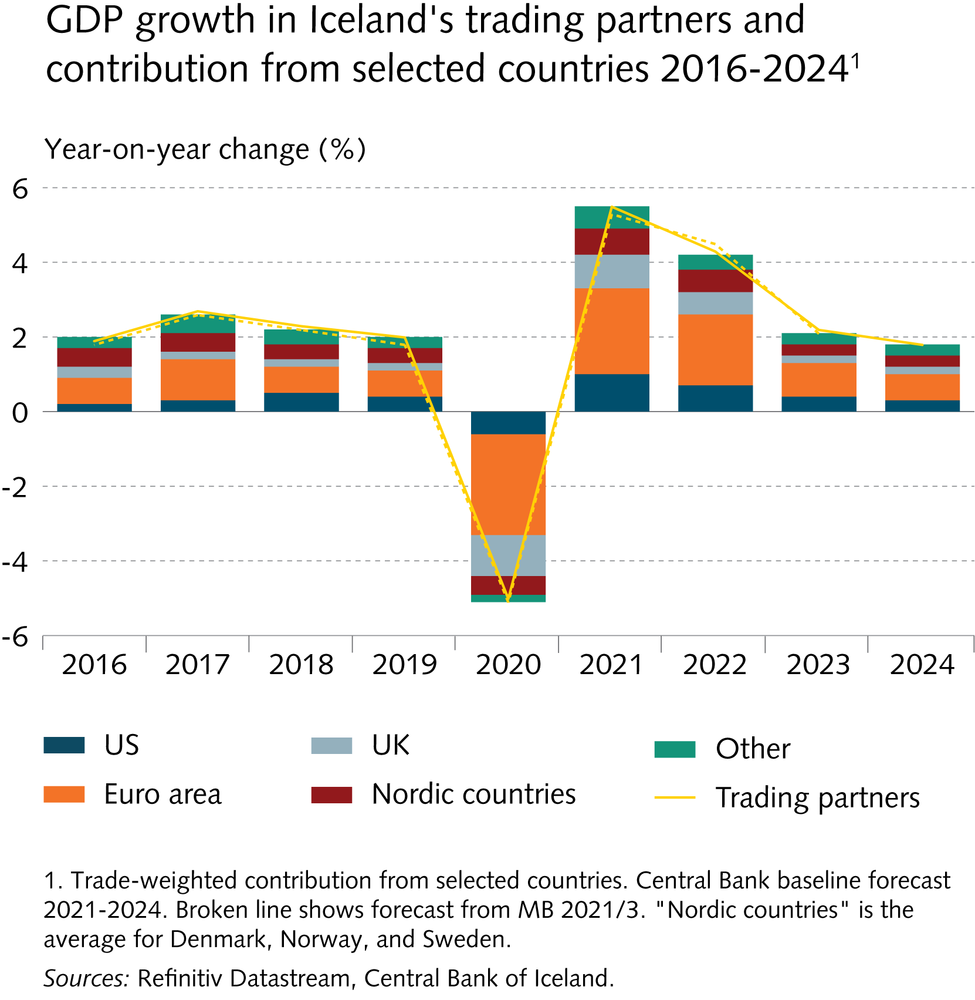 GDP growth in Iceland's trading partners and
contribution from selected countries 2016-2024¹
Year-on-year change (%)
6
4
2
0
-2
-4
-6
2016 2017 2018 2019 2020 2021 2022 2023 2024
US UK Other
Euro area Nordic countries Trading partners
1. Trade-weighted contribution from selected countries. Central Bank baseline forecast
2021-2024. Broken line shows forecast from MB 2021/3. "Nordic countries" is the
average for Denmark, Norway, and Sweden.
Sources: Refinitiv Datastream, Central Bank of Iceland.